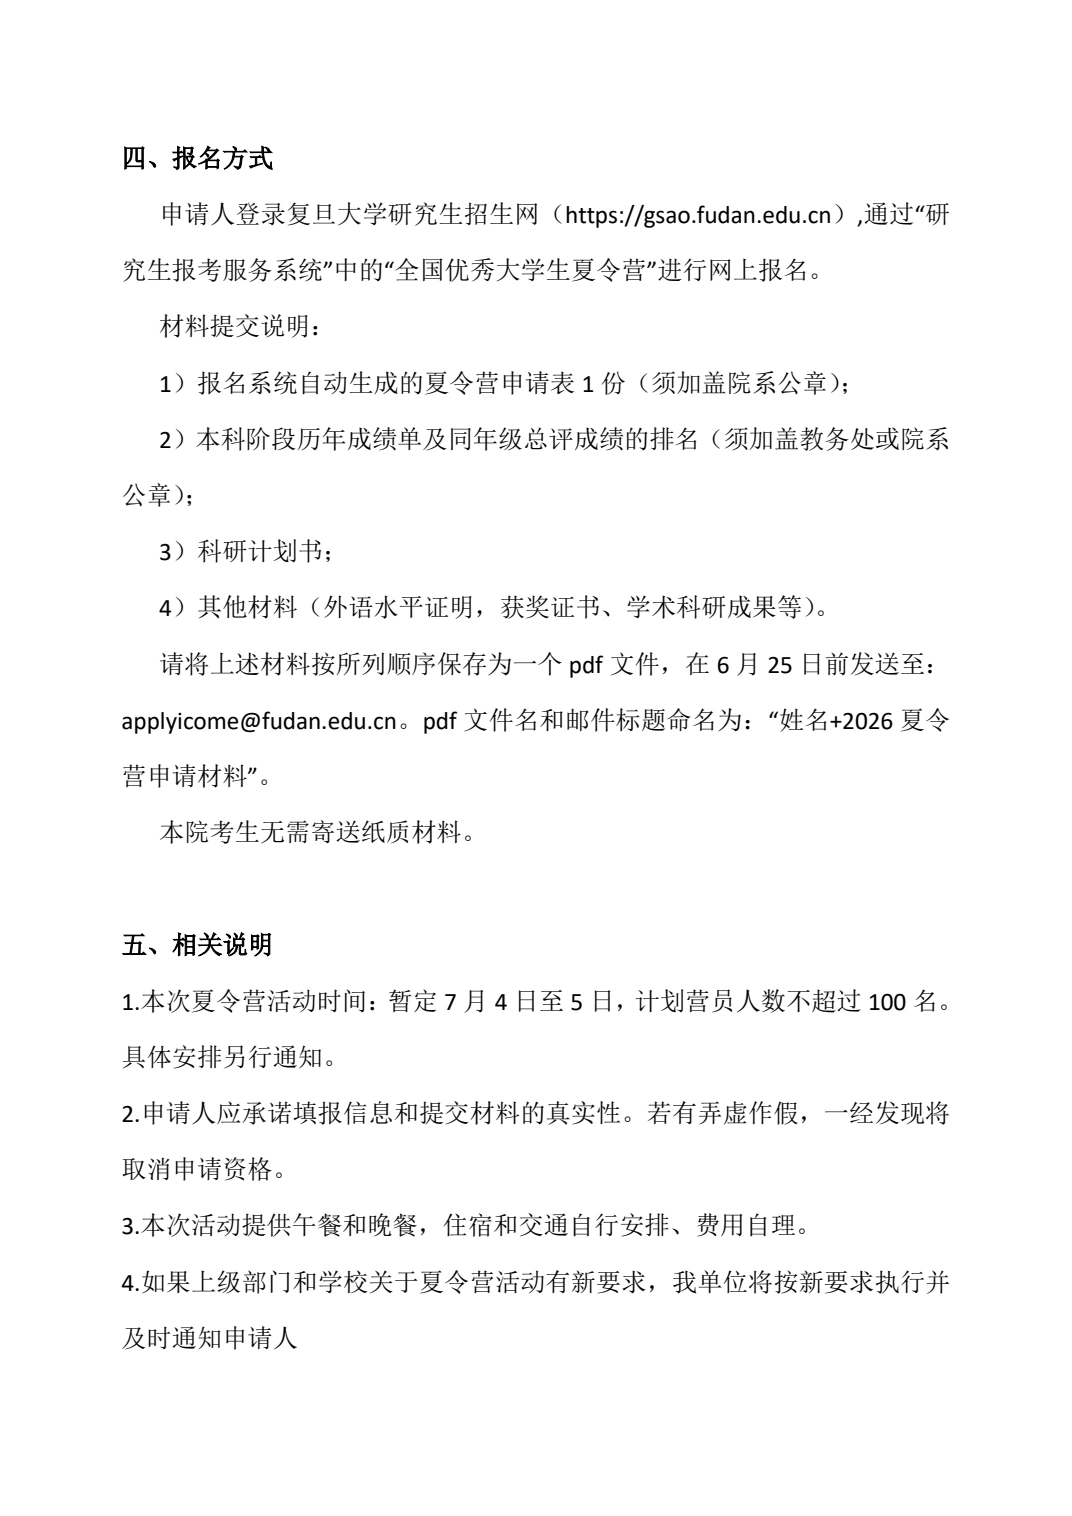 四、报名方式
申请人登录复旦大学研究生招生网（https://gsao.fudan.edu.cn）,通过“研
究生报考服务系统”中的“全国优秀大学生夏令营”进行网上报名。
材料提交说明：
1）报名系统自动生成的夏令营申请表 1 份（须加盖院系公章）；
2）本科阶段历年成绩单及同年级总评成绩的排名（须加盖教务处或院系
公章）；
3）科研计划书；
4）其他材料（外语水平证明，获奖证书、学术科研成果等）。
请将上述材料按所列顺序保存为一个 pdf 文件，在 6 月 25 日前发送至：
applyicome@fudan.edu.cn。pdf 文件名和邮件标题命名为：“姓名+2026 夏令
营申请材料”。
本院考生无需寄送纸质材料。
五、相关说明
1.本次夏令营活动时间：暂定 7 月 4 日至 5 日，计划营员人数不超过 100 名。
具体安排另行通知。
2.申请人应承诺填报信息和提交材料的真实性。若有弄虚作假，一经发现将
取消申请资格。
3.本次活动提供午餐和晚餐，住宿和交通自行安排、费用自理。
4.如果上级部门和学校关于夏令营活动有新要求，我单位将按新要求执行并
及时通知申请人